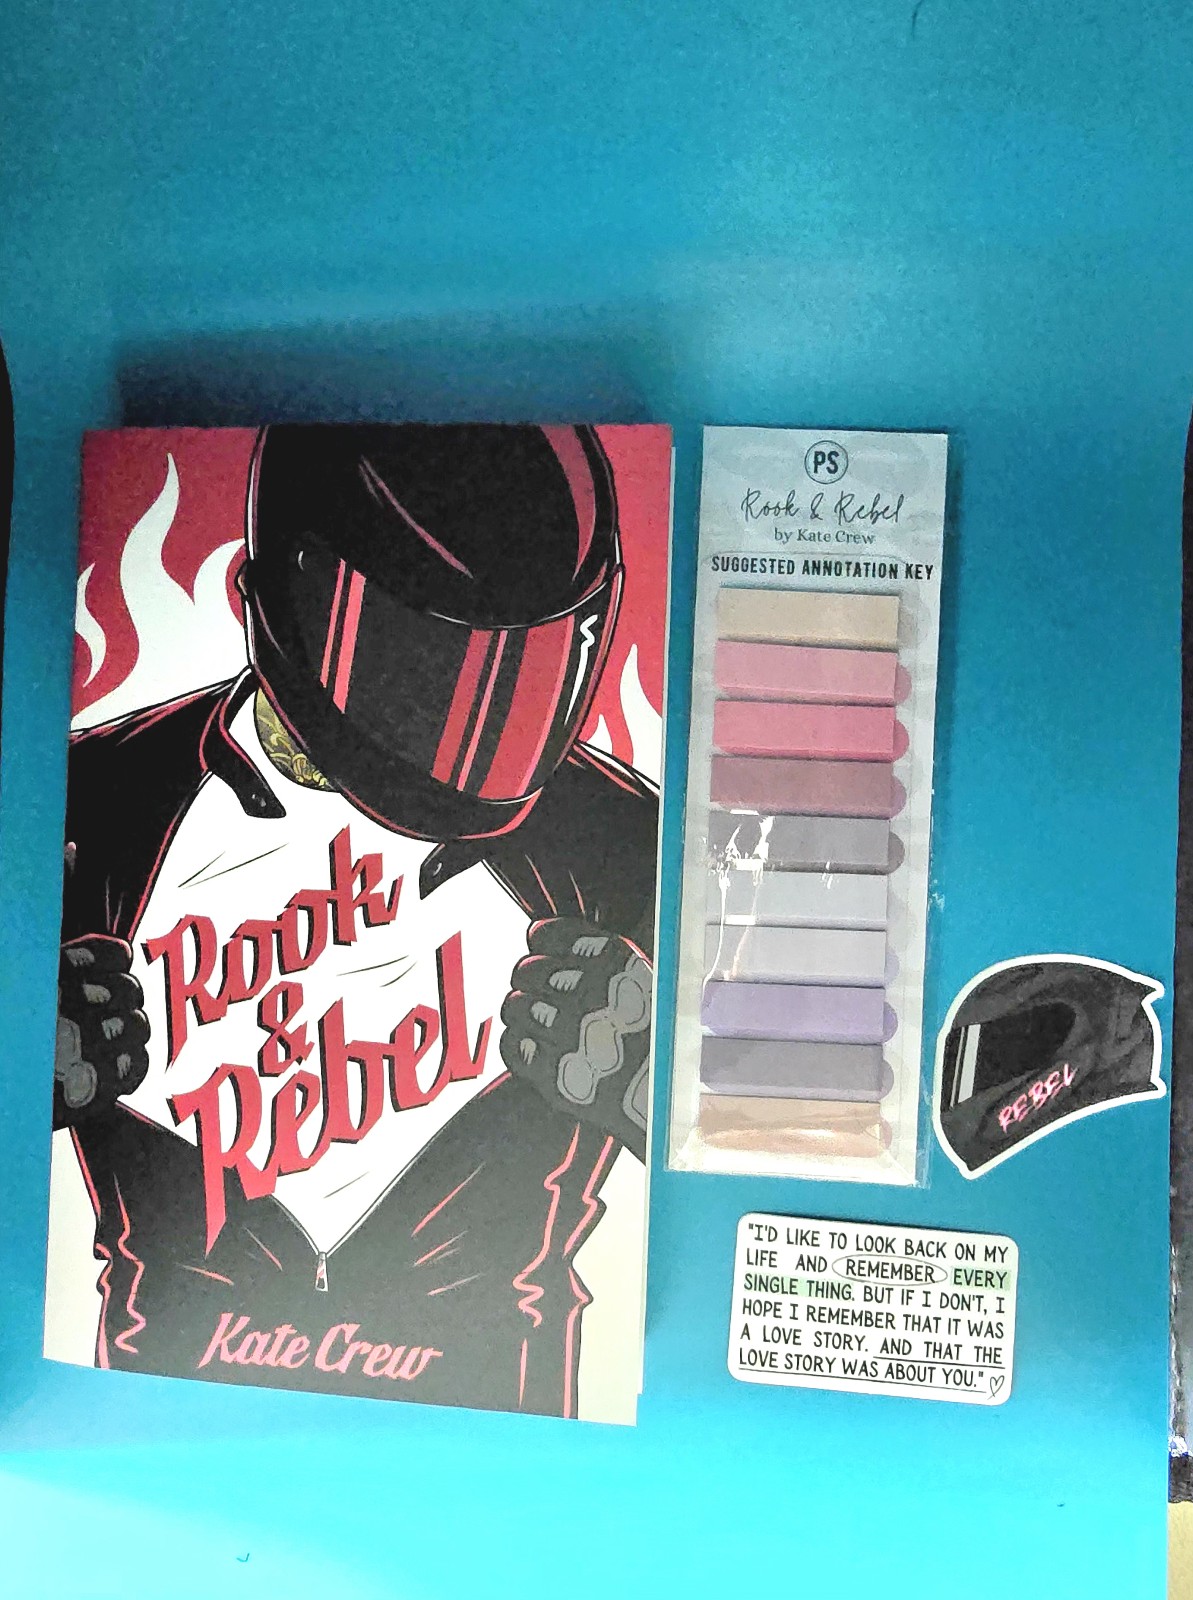 Rook
&
Rebel
Kate Crew
PS
Rook & Rebel
by Kate Crew
SUGGESTED ANNOTATION KEY
REBEL
"I'D LIKE TO LOOK BACK ON MY
LIFE AND REMEMBER EVERY
SINGLE THING. BUT IF I DON'T, I
HOPE I REMEMBER THAT IT WAS
A LOVE STORY. AND THAT THE
LOVE STORY WAS ABOUT YOU."